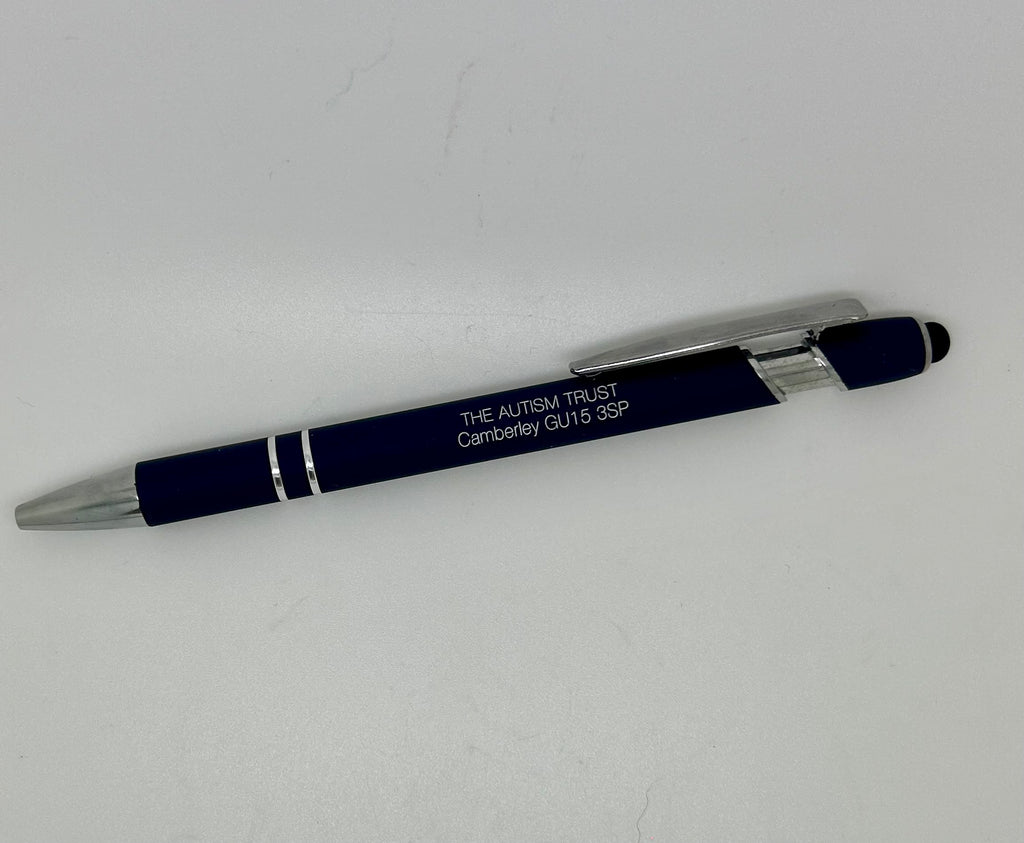 THE AUTISM TRUST
Camberley GU15 3SP